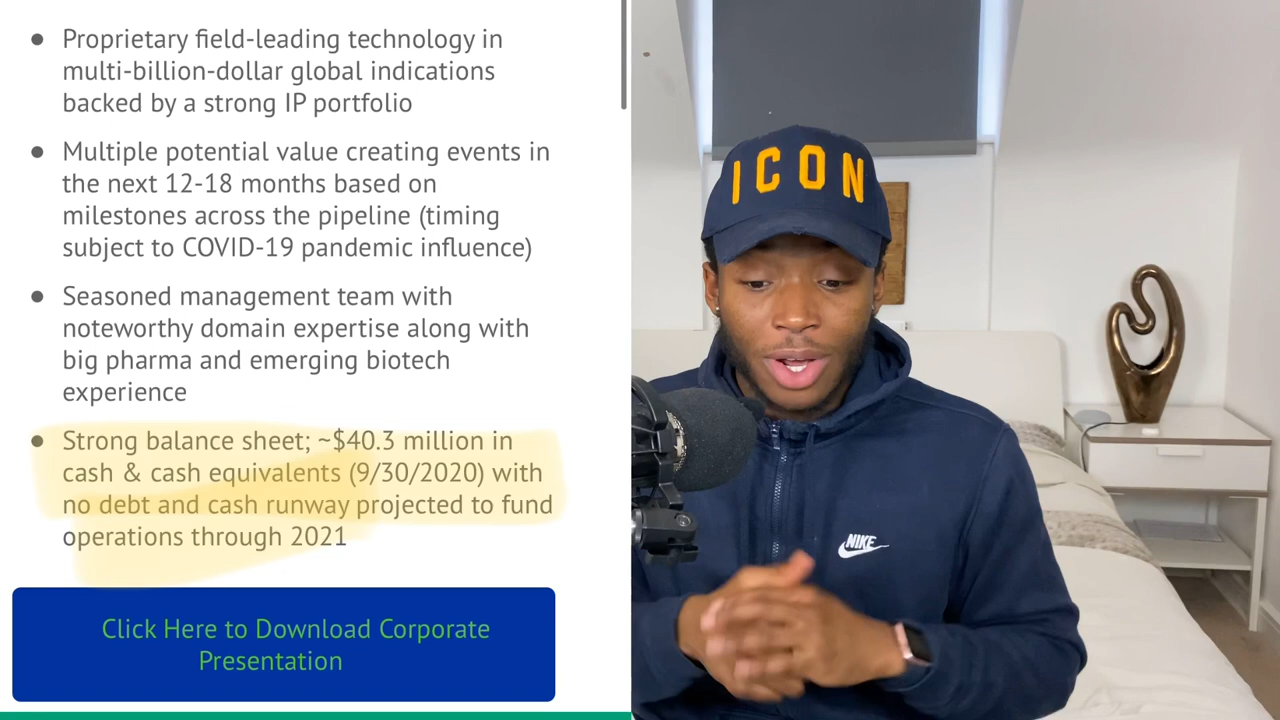 Proprietary field-leading technology in
multi-billion-dollar global indications
backed by a strong IP portfolio
Multiple potential value creating events in
the next 12-18 months based on
milestones across the pipeline (timing
subject to COVID-19 pandemic influence)
Seasoned management team with
noteworthy domain expertise along with
big pharma and emerging biotech
experience
Strong balance sheet; ~$40.3 million in
cash & cash equivalents (9/30/2020) with
no debt and cash runway projected to fund
operations through 2021
Click Here to Download Corporate
Presentation
ICON
NIKE